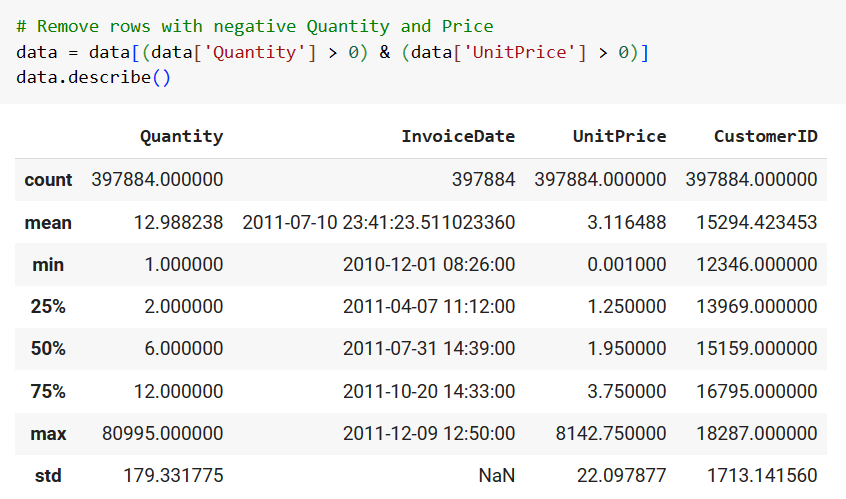 # Remove rows with negative Quantity and Price
data = data[(data['Quantity'] > 0) & (data['UnitPrice'] > 0)]
data.describe()
Quantity InvoiceDate UnitPrice CustomerID
count 397884.000000 397884 397884.000000 397884.000000
mean 12.988238 2011-07-10 23:41:23.511023360 3.116488 15294.423453
min 1.000000 2010-12-01 08:26:00 0.001000 12346.000000
25% 2.000000 2011-04-07 11:12:00 1.250000 13969.000000
50% 6.000000 2011-07-31 14:39:00 1.950000 15159.000000
75% 12.000000 2011-10-20 14:33:00 3.750000 16795.000000
max 80995.000000 2011-12-09 12:50:00 8142.750000 18287.000000
std 179.331775 NaN 22.097877 1713.141560